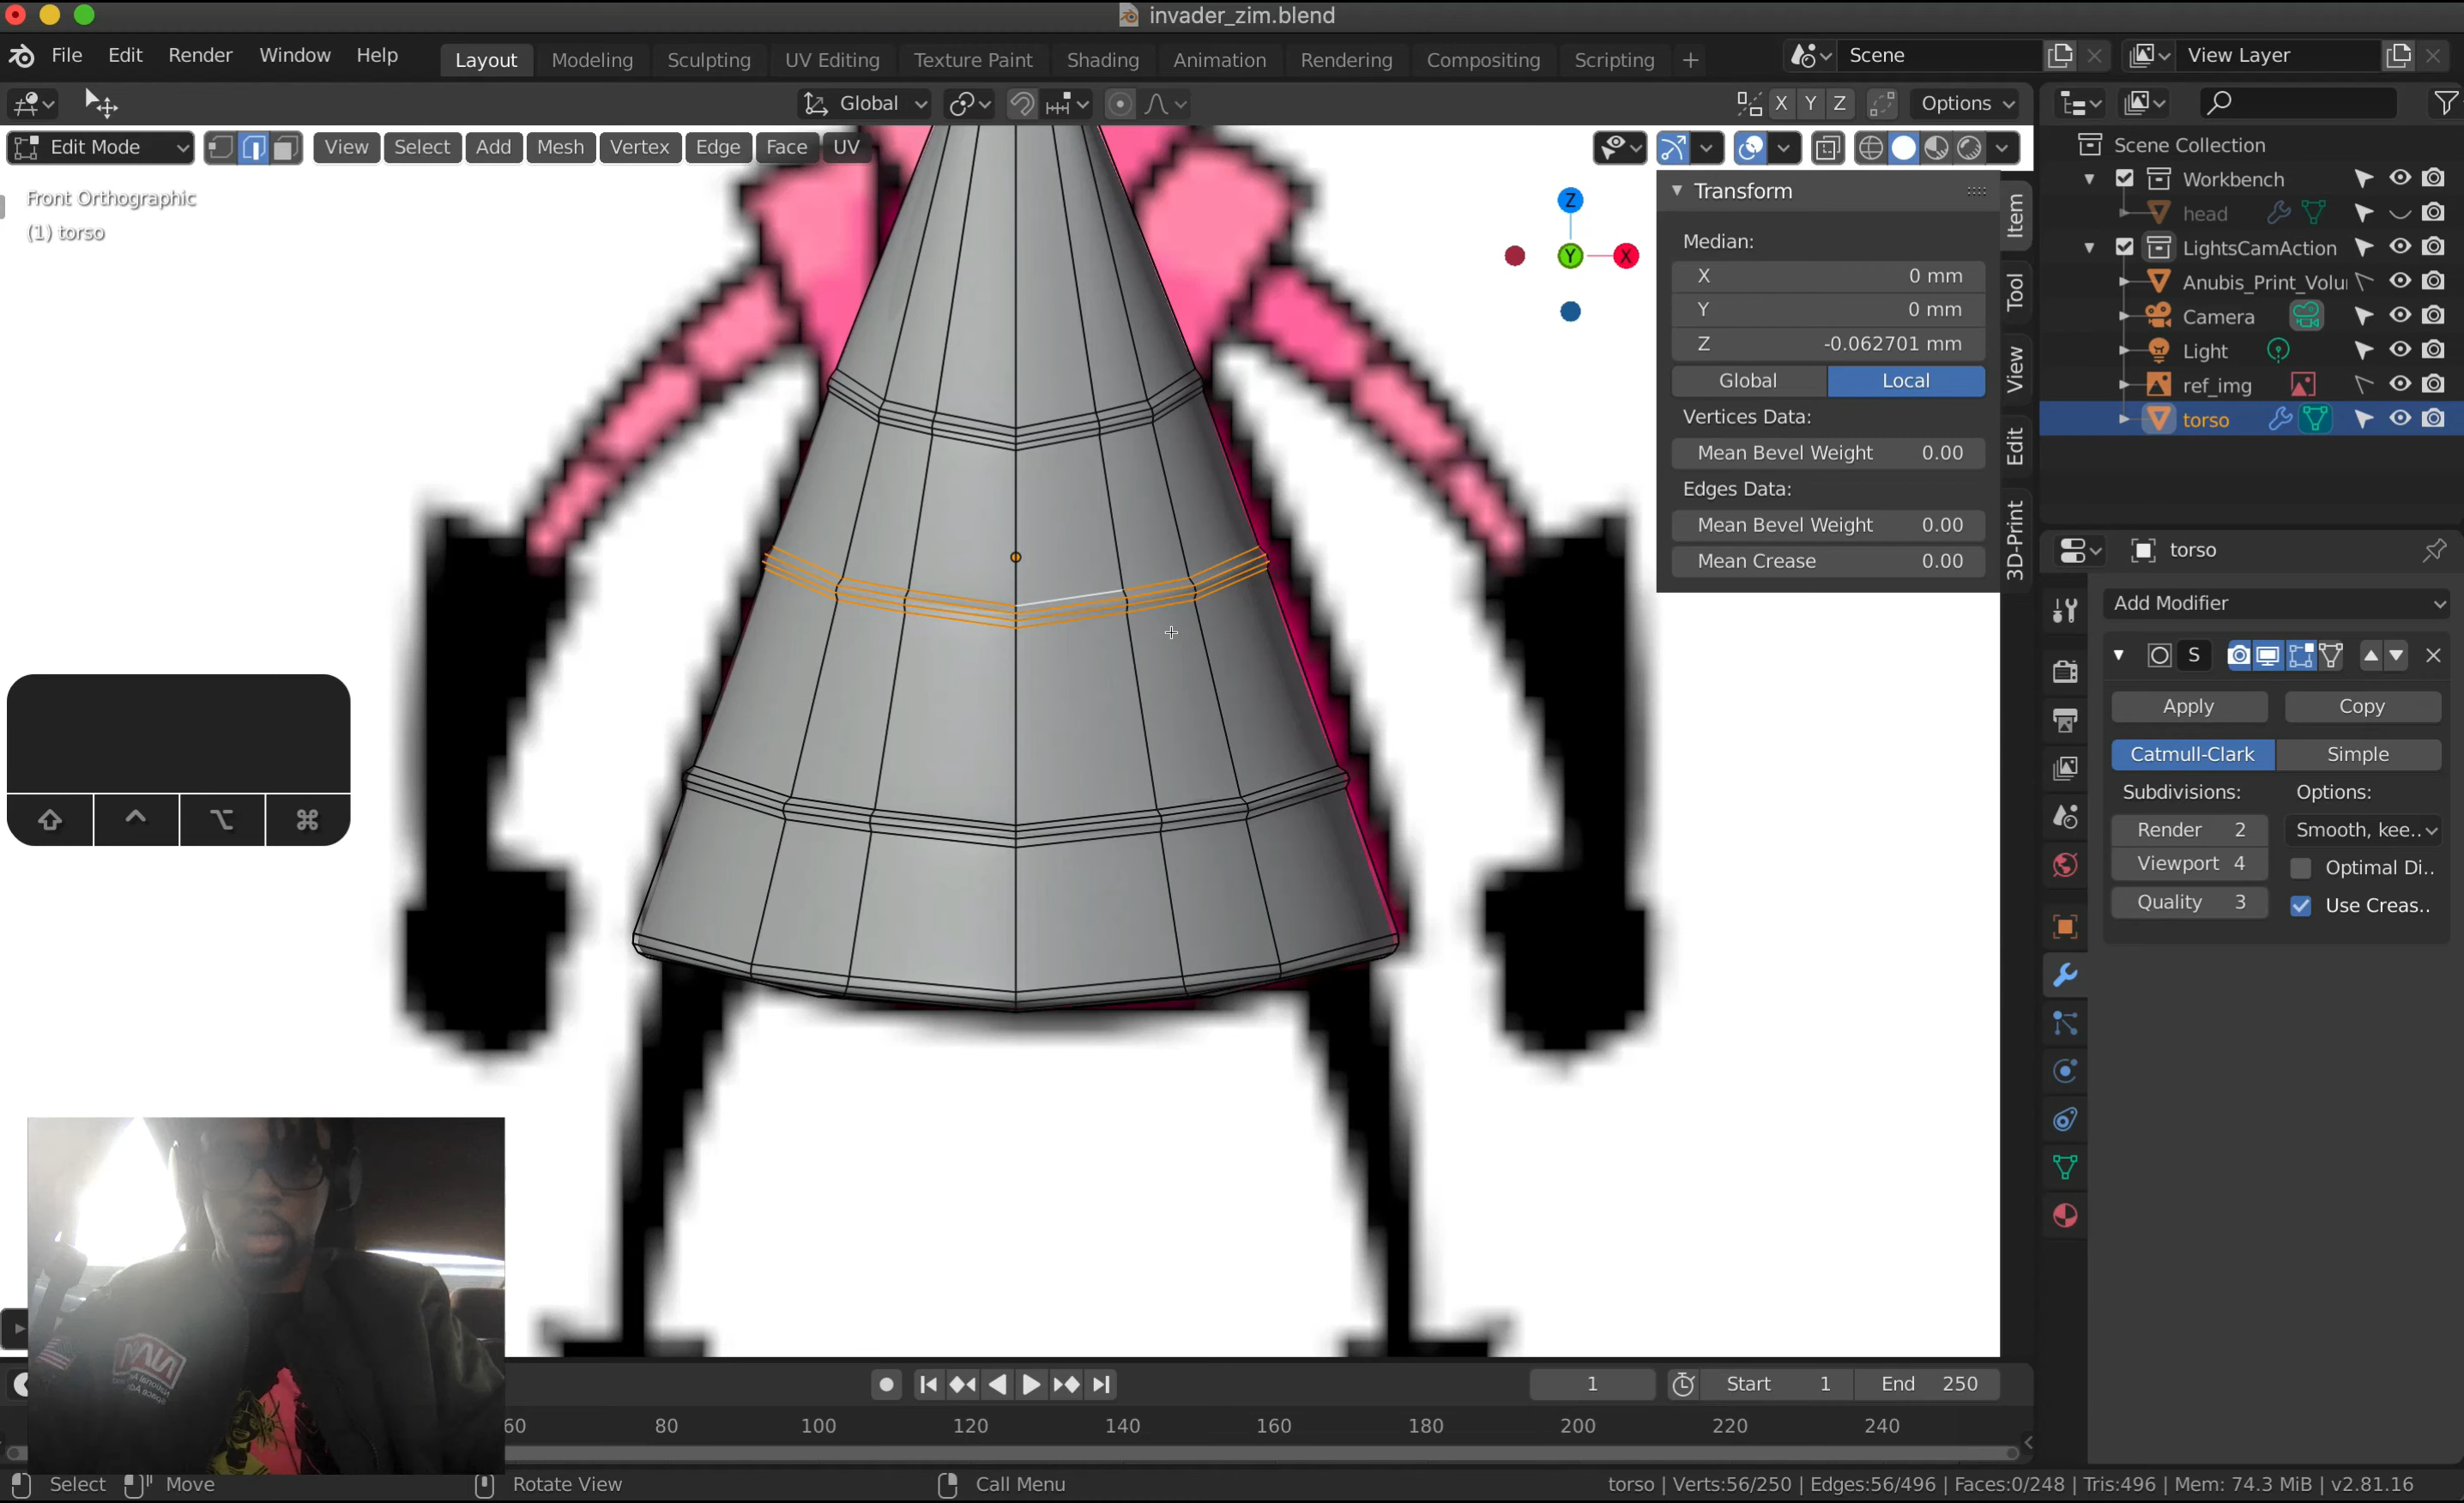 invader_zim.blend
File Edit Render Window Help Layout Modeling Sculpting UV Editing Texture Paint Shading Animation Rendering Compositing Scripting + Scene View Layer
Global X Y Z Options
Edit Mode View Select Add Mesh Vertex Edge Face UV
Front Orthographic
(1) torso
Z
Y
X
Transform
Median:
X 0 mm
Y 0 mm
Z -0.062701 mm
Global Local
Vertices Data:
Mean Bevel Weight 0.00
Edges Data:
Mean Bevel Weight 0.00
Mean Crease 0.00
Item
Tool
View
Edit
3D-Print
Scene Collection
Workbench
head
LightsCamAction
Anubis_Print_Volu
Camera
Light
ref_img
torso
torso
Add Modifier
S
Apply Copy
Catmull-Clark Simple
Subdivisions: Options:
Render 2 Smooth, kee..
Viewport 4 Optimal Di..
Quality 3 Use Creas..
1 Start 1 End 250
60 80 100 120 140 160 180 200 220 240
Select Move Rotate View Call Menu torso | Verts:56/250 | Edges:56/496 | Faces:0/248 | Tris:496 | Mem: 74.3 MiB | v2.81.16